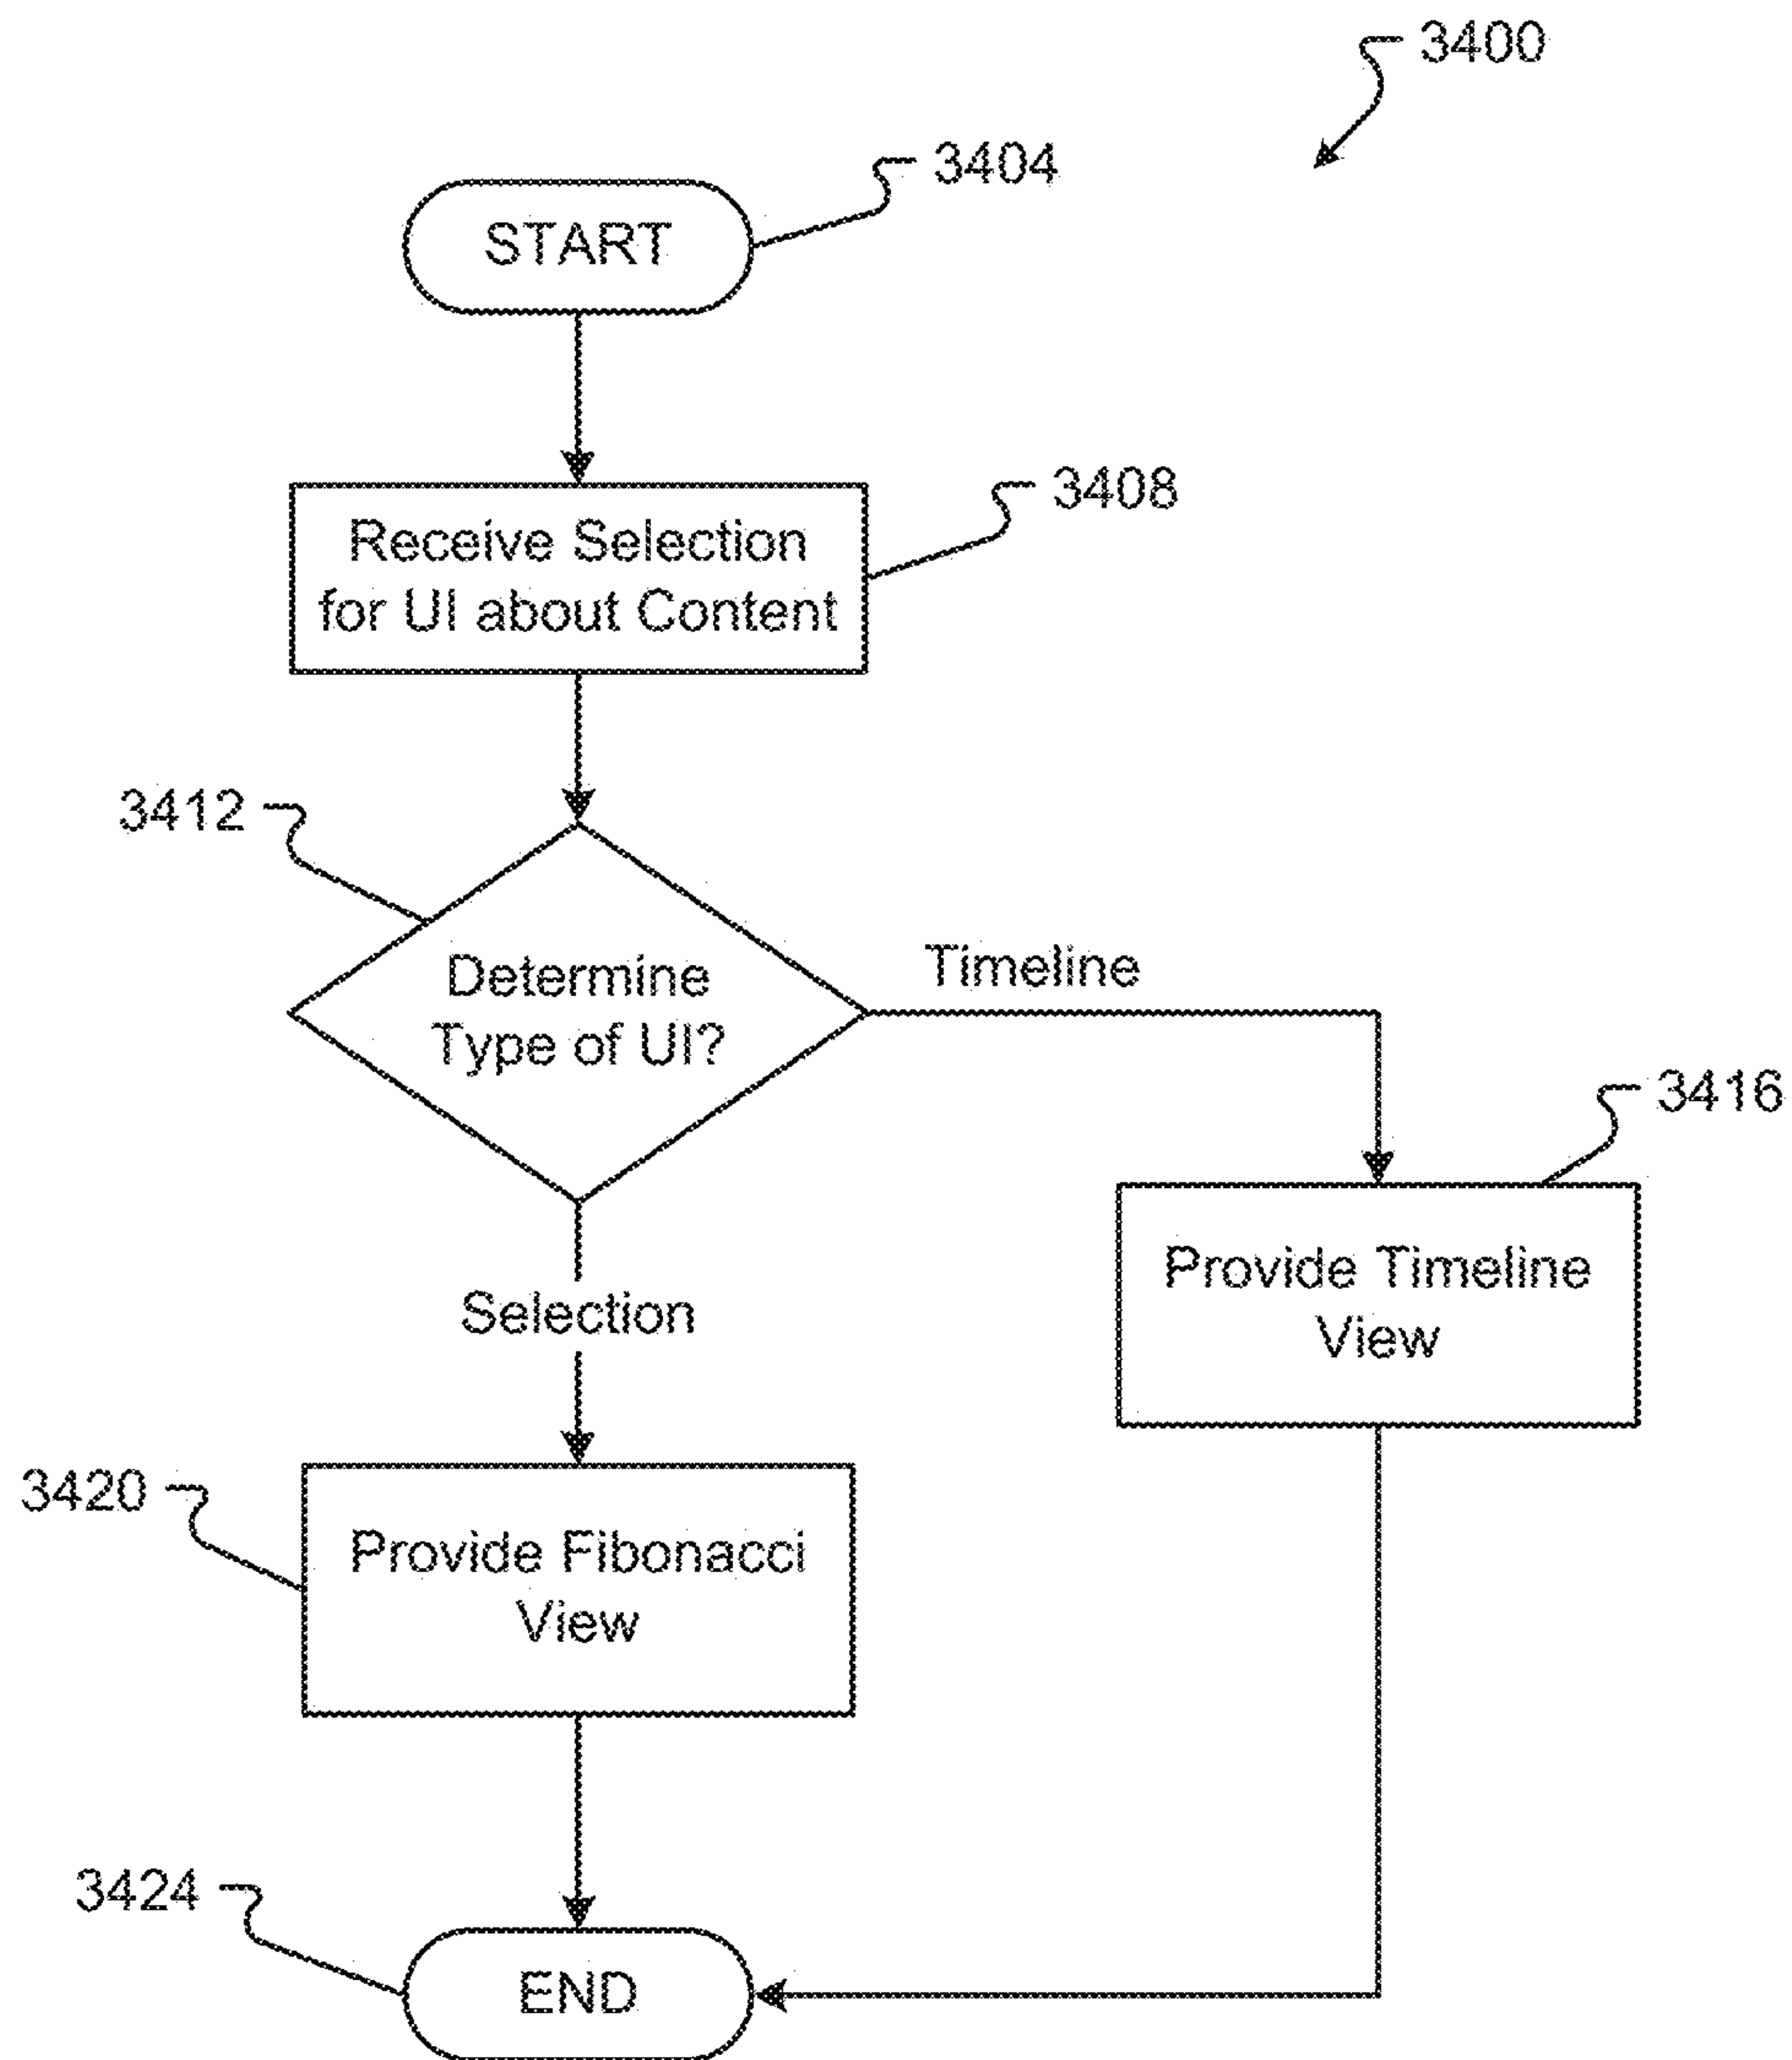 3400
3404
START
3408
Receive Selection
for UI about Content
3412
Determine
Type of UI?
Timeline
3416
Provide Timeline
View
Selection
3420
Provide Fibonacci
View
3424
END